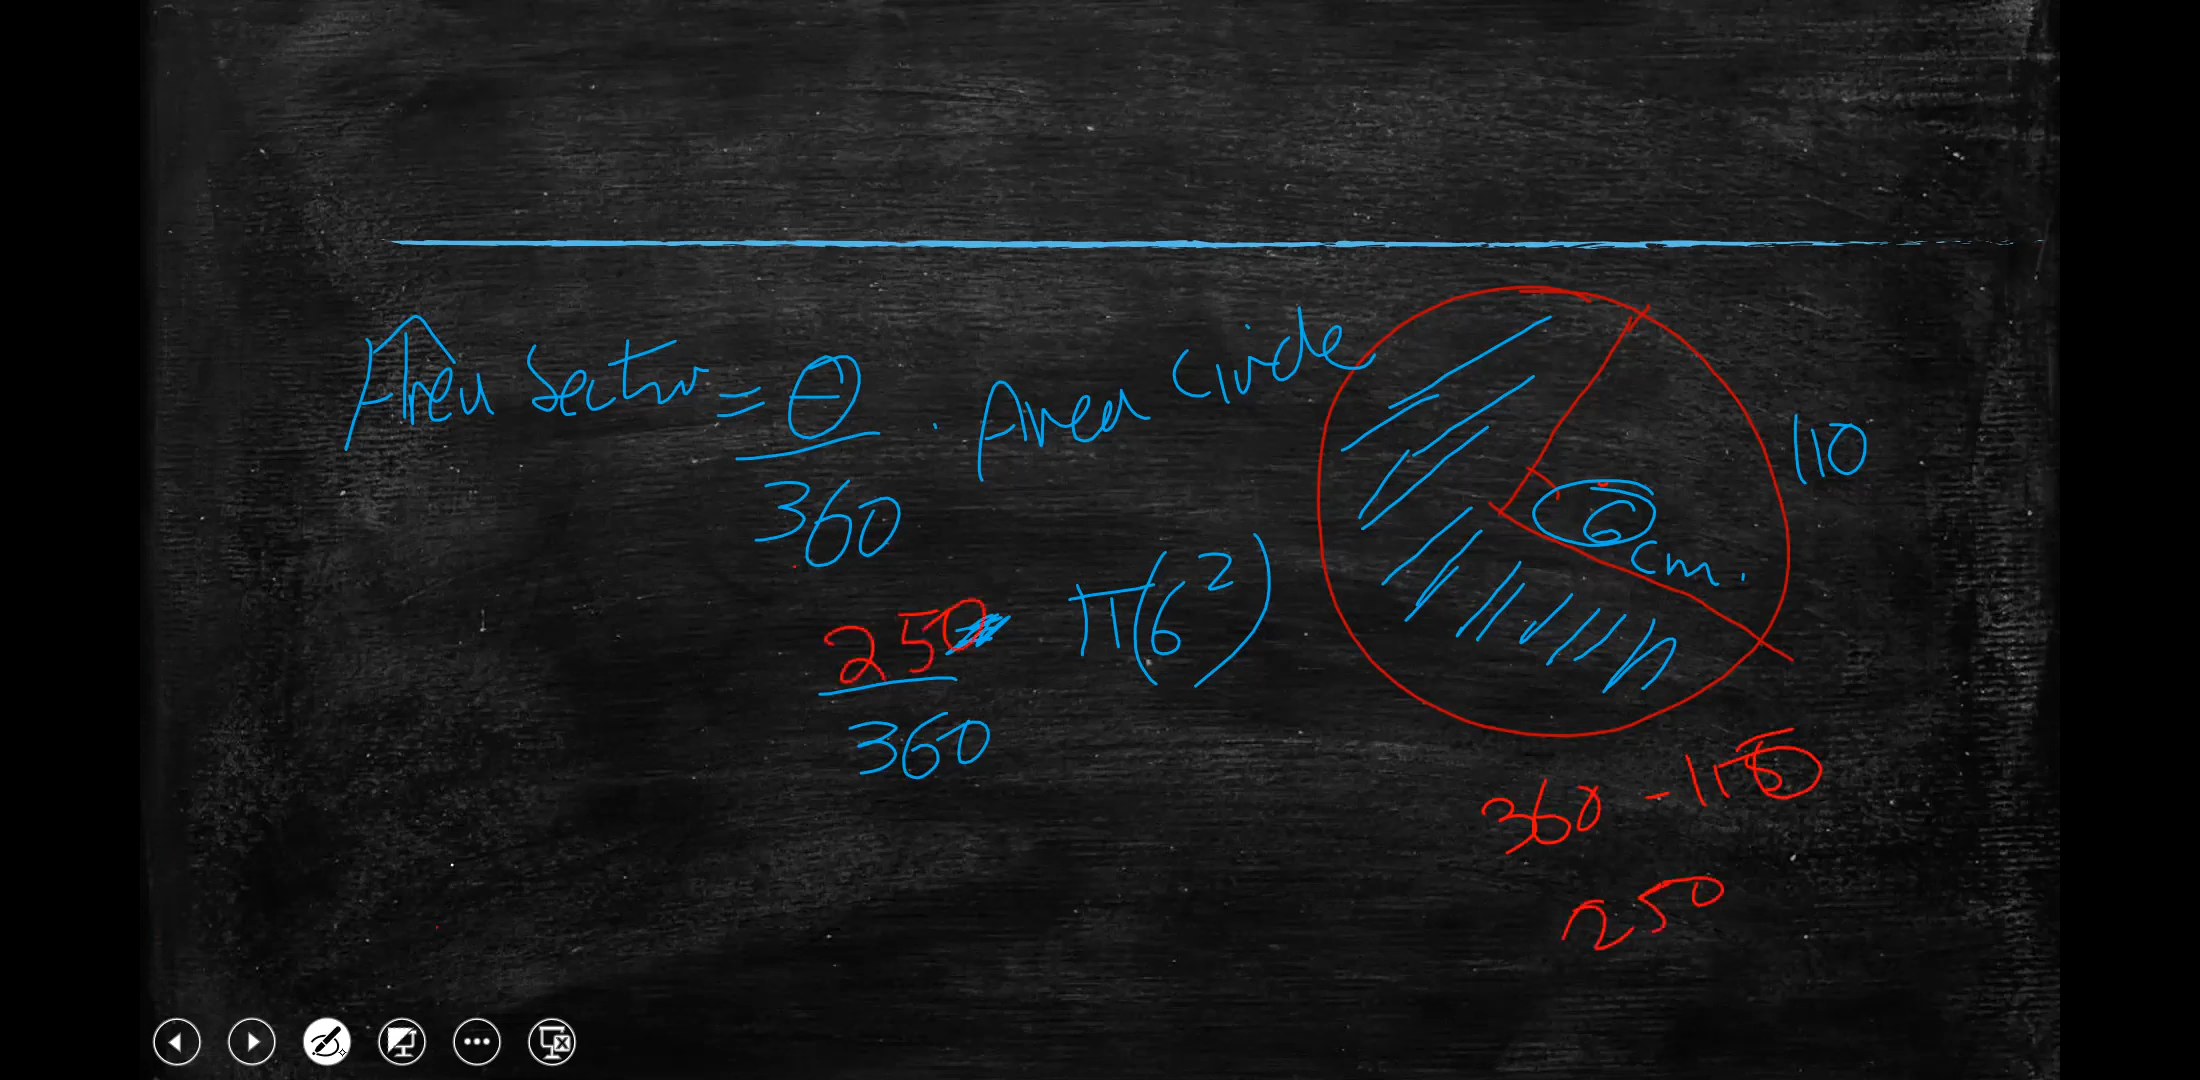 Area Sector = θ/360 . Area Circle
250/360 π(6²)
110
6 cm.
360 - 110
250